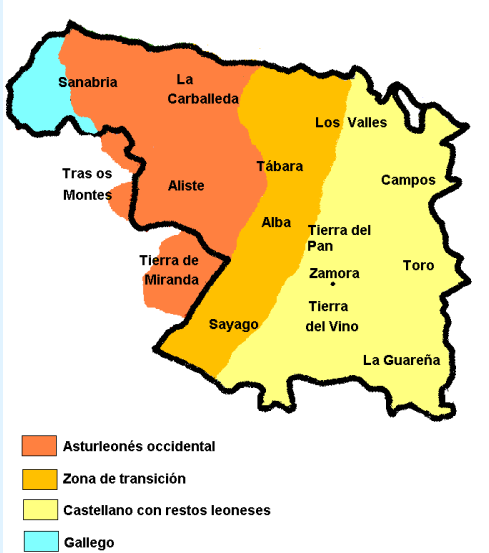 Sanabria
La
Carballeda
Los Valles
Tras os
Montes
Aliste
Tábara
Campos
Alba
Tierra del
Pan
Tierra de
Miranda
Zamora
Toro
Tierra
del Vino
Sayago
La Guareña
Asturleonés occidental
Zona de transición
Castellano con restos leoneses
Gallego